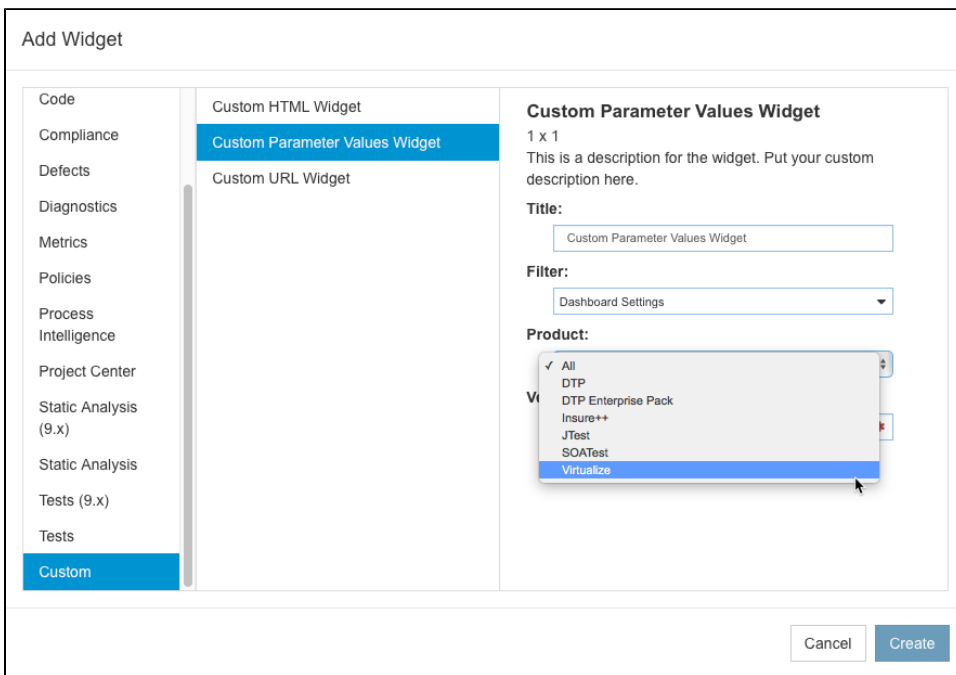 Add Widget
Code
Compliance
Defects
Diagnostics
Metrics
Policies
Process
Intelligence
Project Center
Static Analysis
(9.x)
Static Analysis
Tests (9.x)
Tests
Custom
Custom HTML Widget
Custom Parameter Values Widget
Custom URL Widget
Custom Parameter Values Widget
1 x 1
This is a description for the widget. Put your custom
description here.
Title:
Custom Parameter Values Widget
Filter:
Dashboard Settings
Product:
✓ All
DTP
DTP Enterprise Pack
Insure++
JTest
SOATest
Virtualize
Cancel
Create